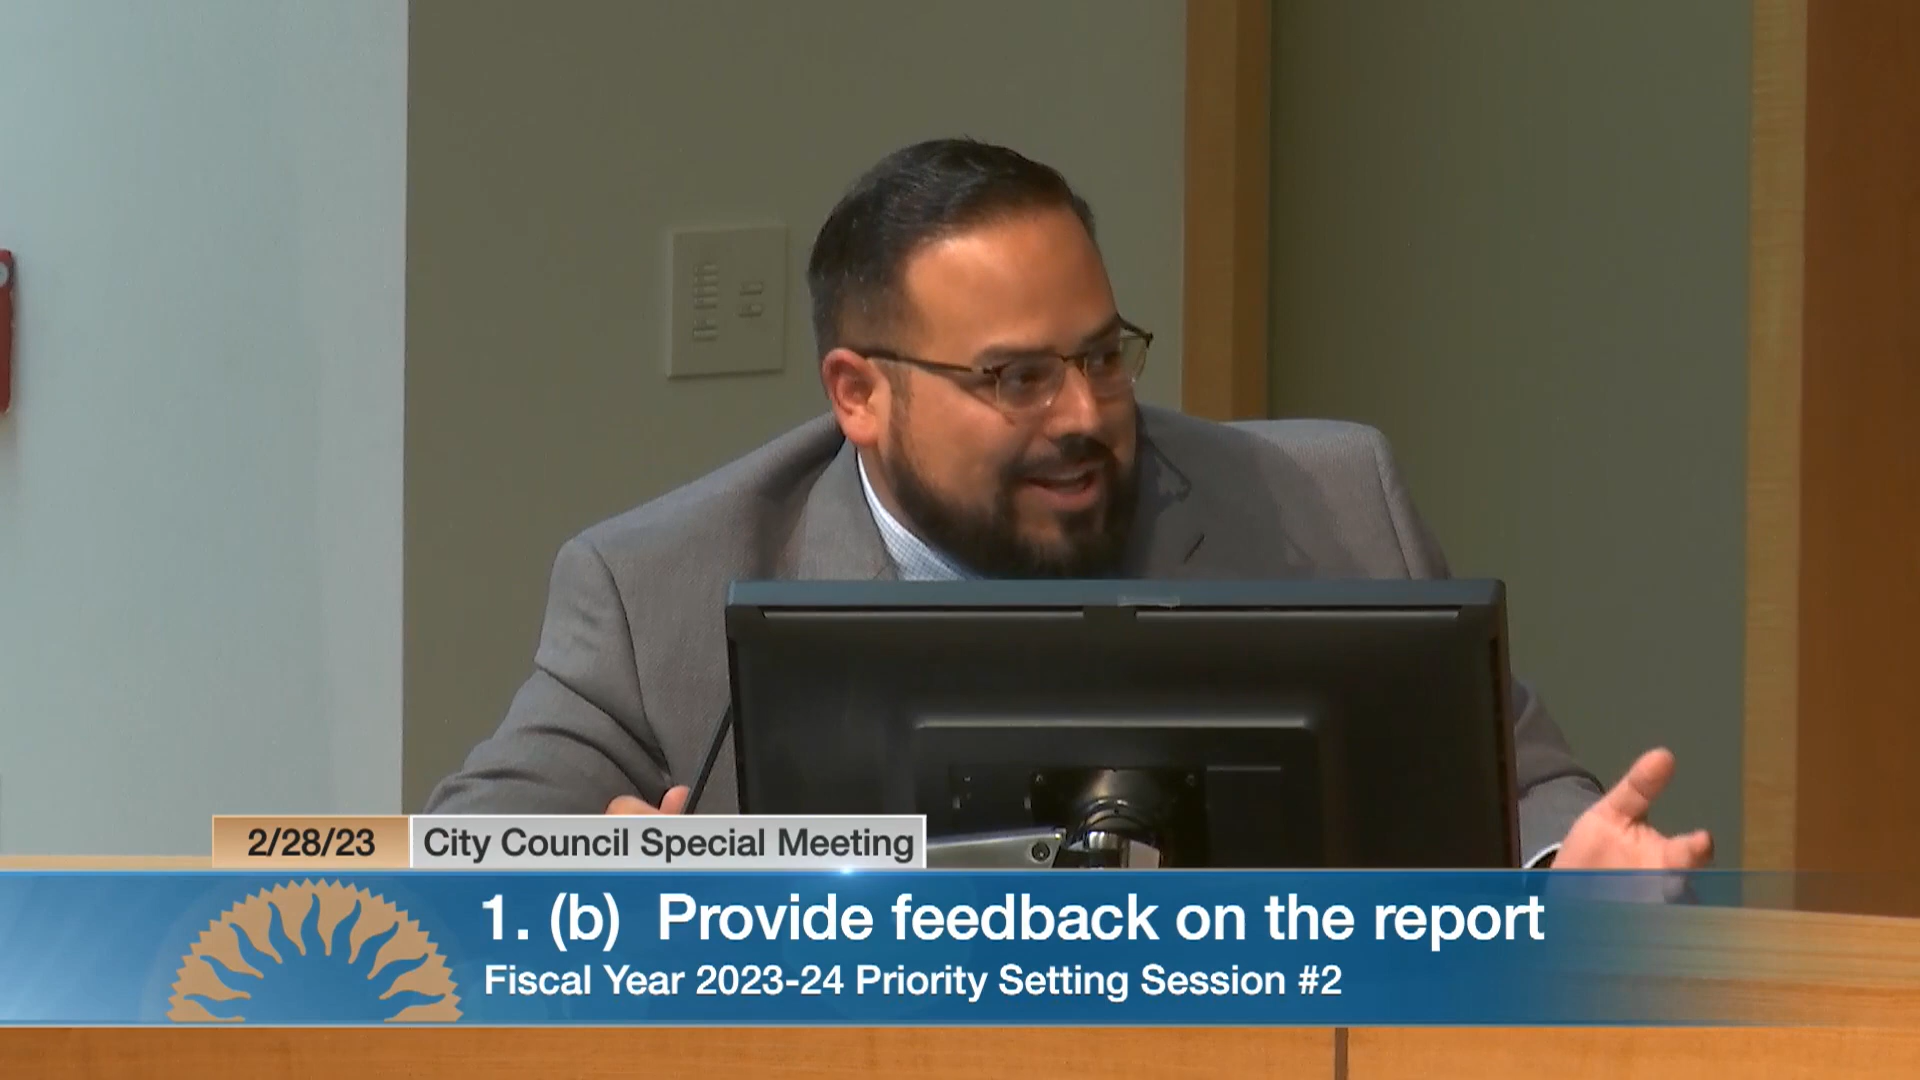 2/28/23 City Council Special Meeting
1. (b) Provide feedback on the report
Fiscal Year 2023-24 Priority Setting Session #2